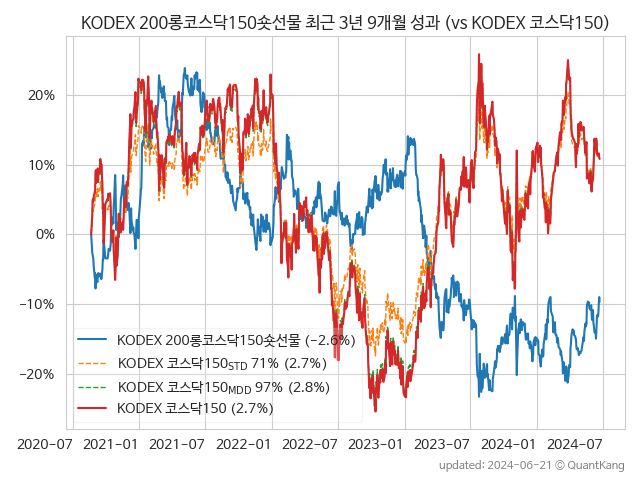 KODEX 200롱코스닥150숏선물 최근 3년 9개월 성과 (vs KODEX 코스닥150)
20%
10%
0%
−10%
−20%
KODEX 200롱코스닥150숏선물 (−2.6%)
KODEX 코스닥150STD 71% (2.7%)
KODEX 코스닥150MDD 97% (2.8%)
KODEX 코스닥150 (2.7%)
2020−07 2021−01 2021−07 2022−01 2022−07 2023−01 2023−07 2024−01 2024−07
updated: 2024−06−21 © QuantKang